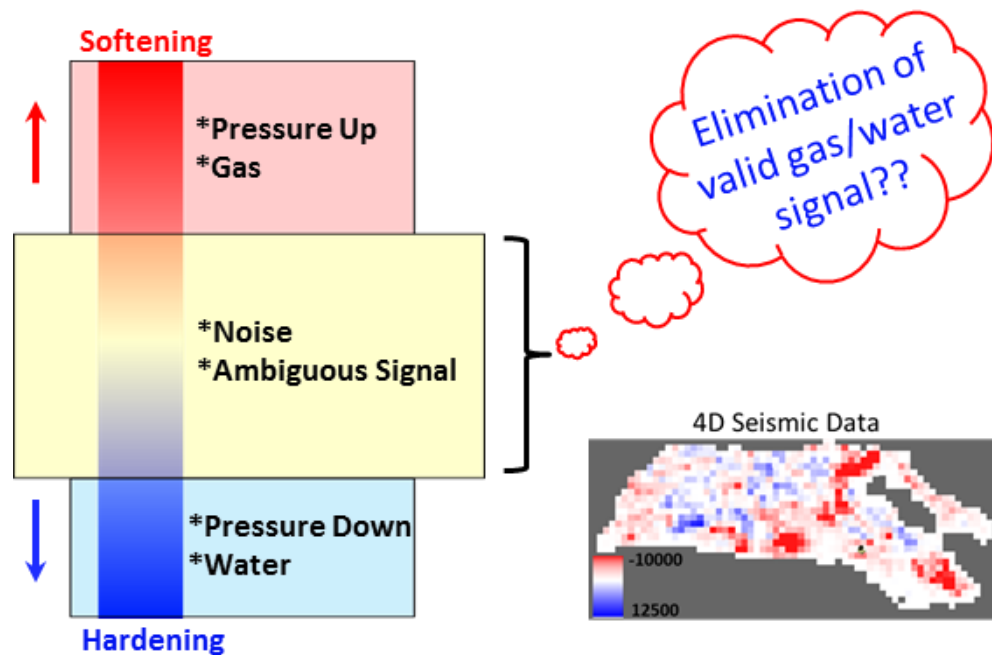 Softening
*Pressure Up
*Gas
*Noise
*Ambiguous Signal
*Pressure Down
*Water
Hardening
Elimination of
valid gas/water
signal??
4D Seismic Data
-10000
12500